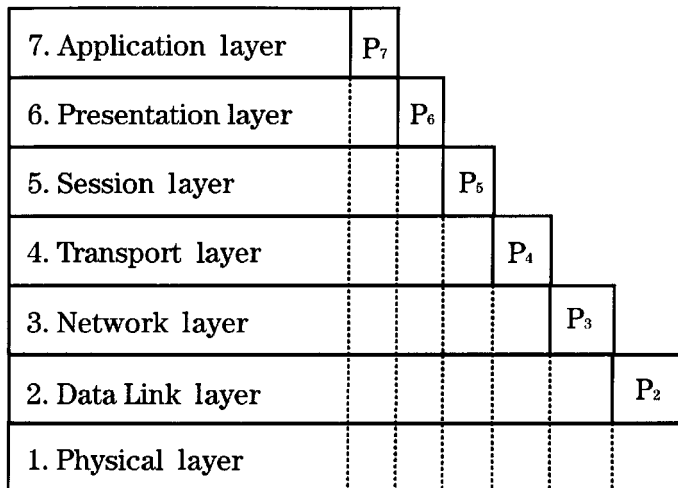 7. Application layer P₇
6. Presentation layer P₆
5. Session layer P₅
4. Transport layer P₄
3. Network layer P₃
2. Data Link layer P₂
1. Physical layer